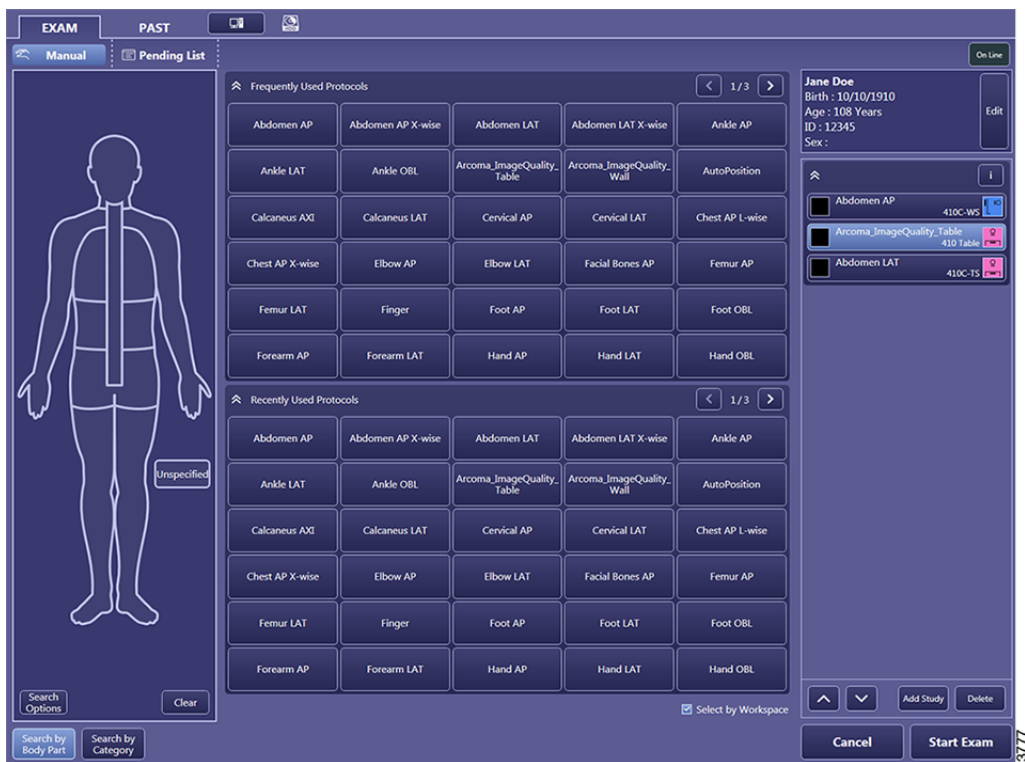 EXAM
PAST
Manual
Pending List
On Line
Frequently Used Protocols
1/3
Abdomen AP
Abdomen AP X-wise
Abdomen LAT
Abdomen LAT X-wise
Ankle AP
Ankle LAT
Ankle OBL
Arcoma_ImageQuality_
Table
Arcoma_ImageQuality_
Wall
AutoPosition
Calcaneus AXI
Calcaneus LAT
Cervical AP
Cervical LAT
Chest AP L-wise
Chest AP X-wise
Elbow AP
Elbow LAT
Facial Bones AP
Femur AP
Femur LAT
Finger
Foot AP
Foot LAT
Foot OBL
Forearm AP
Forearm LAT
Hand AP
Hand LAT
Hand OBL
Recently Used Protocols
1/3
Abdomen AP
Abdomen AP X-wise
Abdomen LAT
Abdomen LAT X-wise
Ankle AP
Ankle LAT
Ankle OBL
Arcoma_ImageQuality_
Table
Arcoma_ImageQuality_
Wall
AutoPosition
Calcaneus AXI
Calcaneus LAT
Cervical AP
Cervical LAT
Chest AP L-wise
Chest AP X-wise
Elbow AP
Elbow LAT
Facial Bones AP
Femur AP
Femur LAT
Finger
Foot AP
Foot LAT
Foot OBL
Forearm AP
Forearm LAT
Hand AP
Hand LAT
Hand OBL
Select by Workspace
Unspecified
Search
Options
Clear
Search by
Body Part
Search by
Category
Jane Doe
Birth : 10/10/1910
Age : 108 Years
ID : 12345
Sex :
Edit
i
Abdomen AP
410C-WS
Arcoma_ImageQuality_Table
410 Table
Abdomen LAT
410C-TS
Add Study
Delete
Cancel
Start Exam
3777